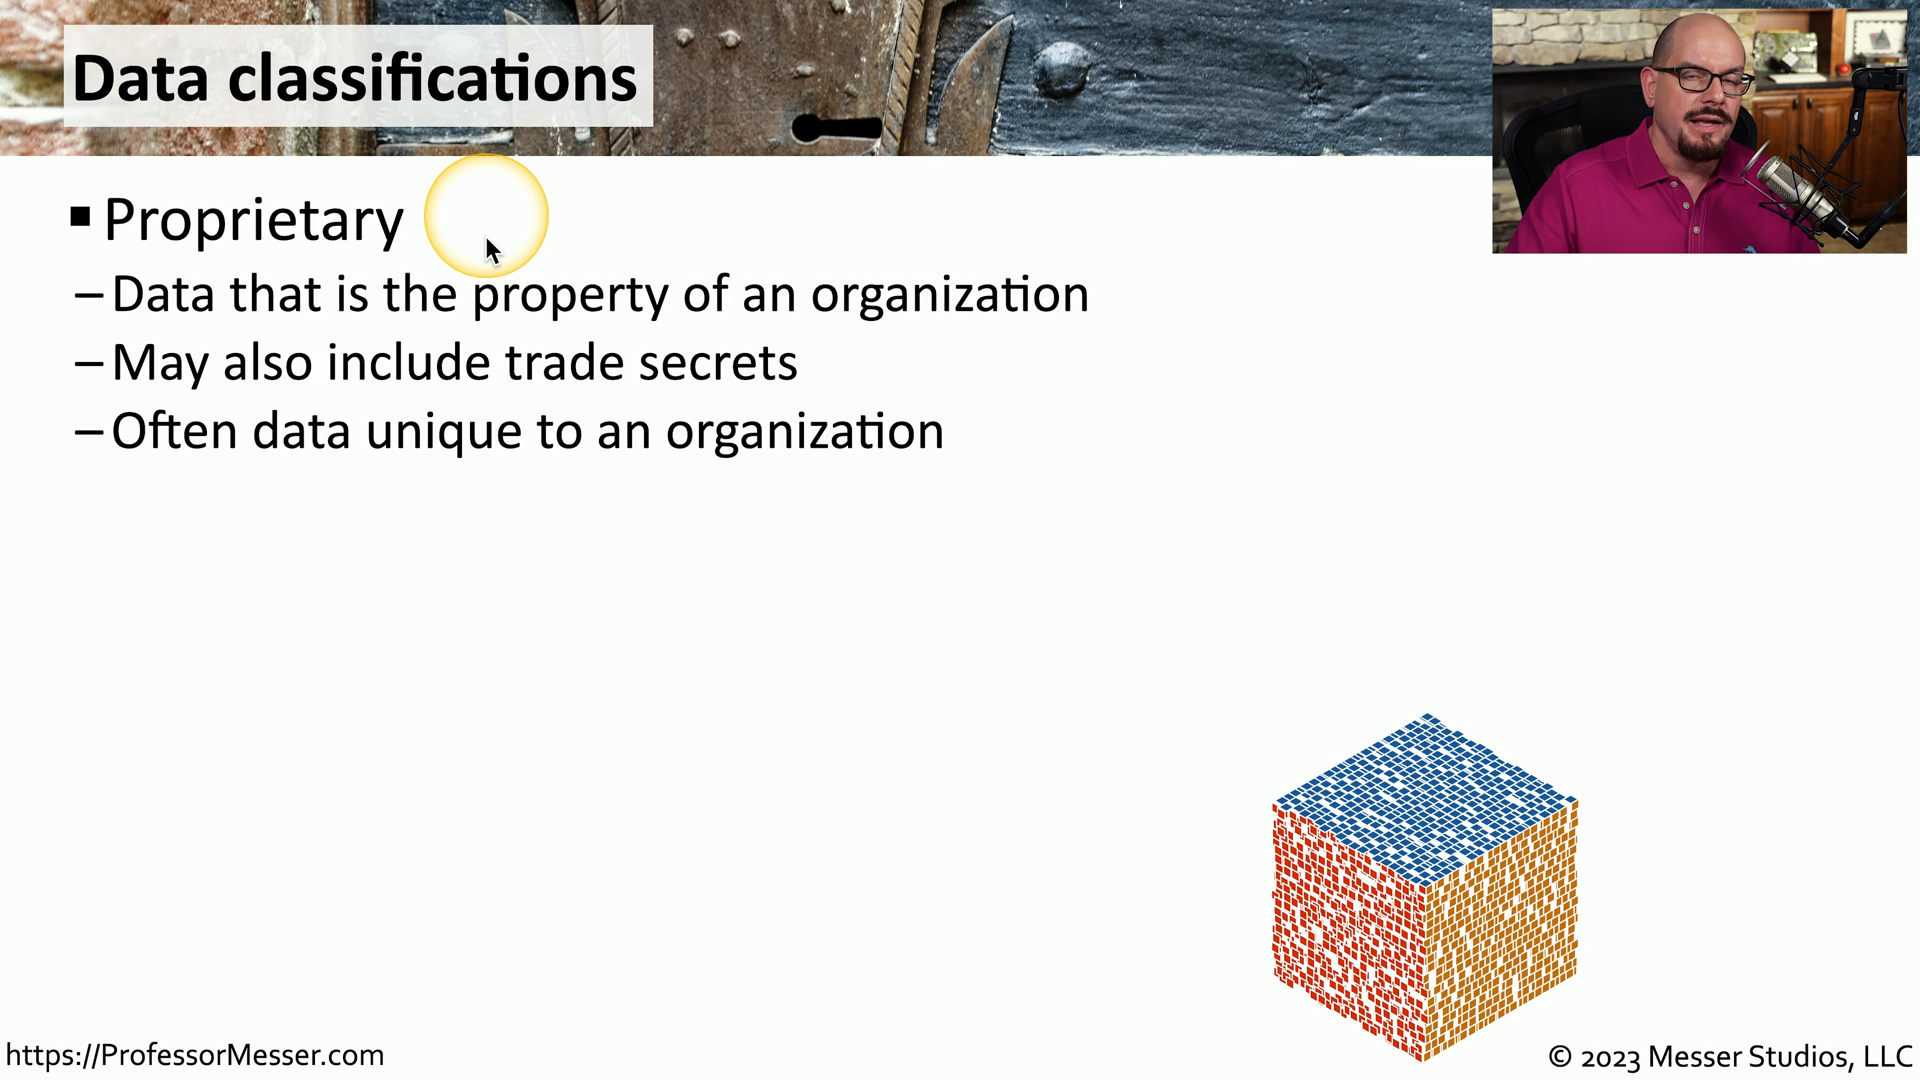 Data classifications
▪ Proprietary
– Data that is the property of an organization
– May also include trade secrets
– Often data unique to an organization
https://ProfessorMesser.com
© 2023 Messer Studios, LLC